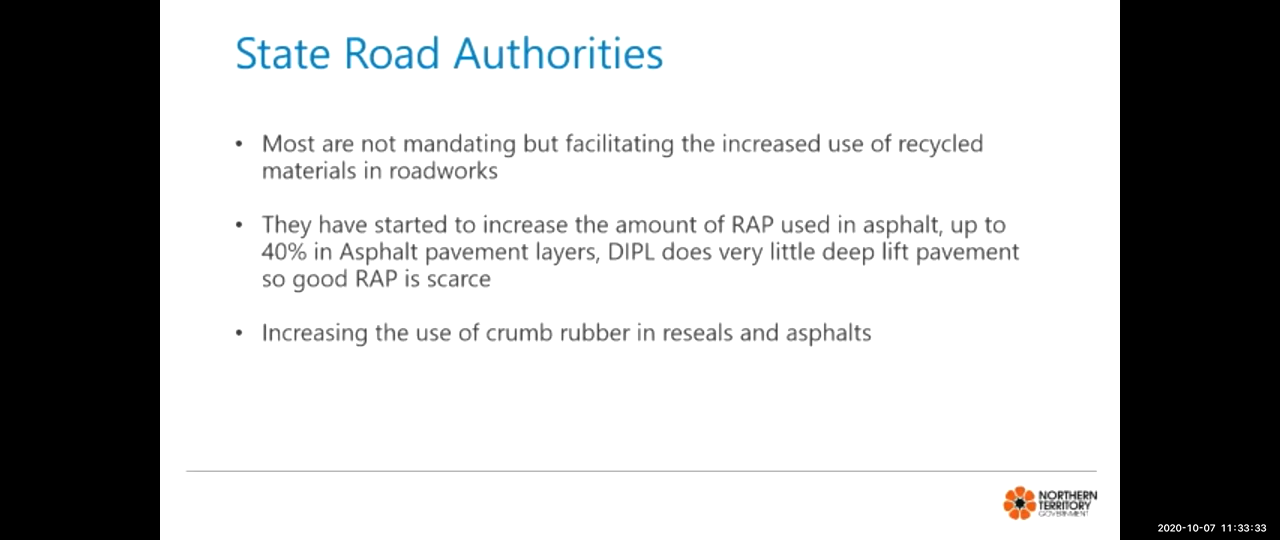 State Road Authorities
• Most are not mandating but facilitating the increased use of recycled
materials in roadworks
• They have started to increase the amount of RAP used in asphalt, up to
40% in Asphalt pavement layers, DIPL does very little deep lift pavement
so good RAP is scarce
• Increasing the use of crumb rubber in reseals and asphalts
NORTHERN
TERRITORY
GOVERNMENT
2020-10-07 11:33:33